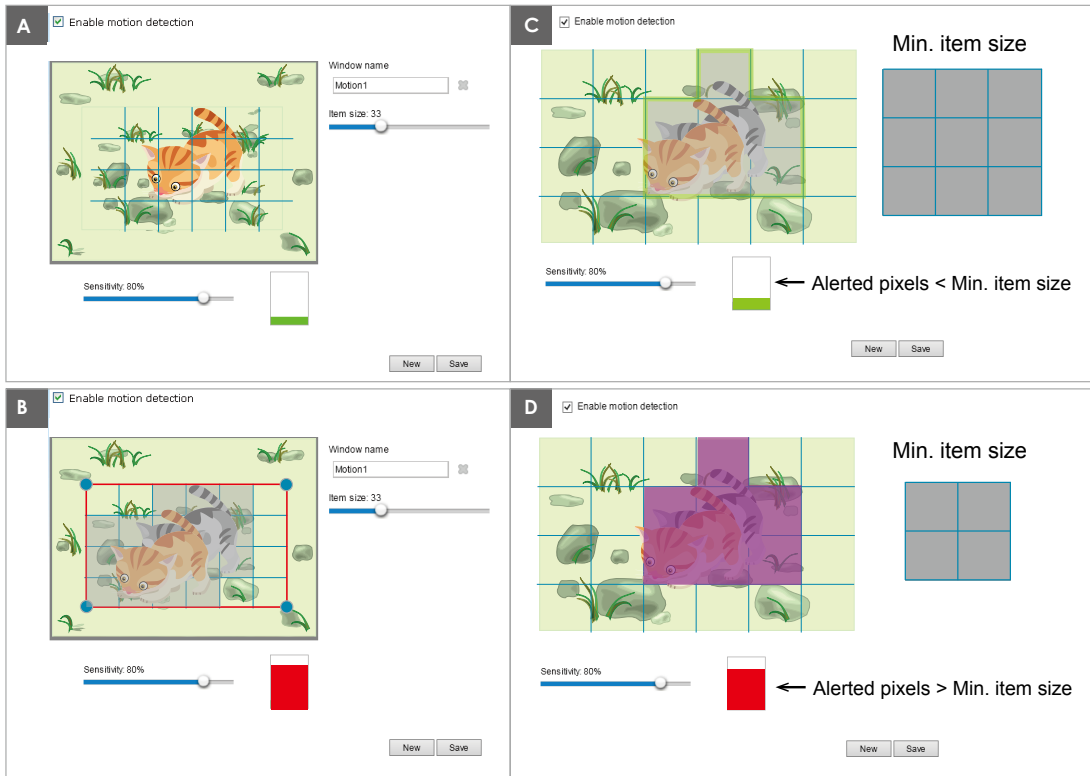 A
Enable motion detection
Window name
Motion1
Item size: 33
Sensitivity: 80%
New
Save
B
Enable motion detection
Window name
Motion1
Item size: 33
Sensitivity: 80%
New
Save
C
Enable motion detection
Min. item size
Sensitivity: 80%
Alerted pixels < Min. item size
New
Save
D
Enable motion detection
Min. item size
Sensitivity: 80%
Alerted pixels > Min. item size
New
Save